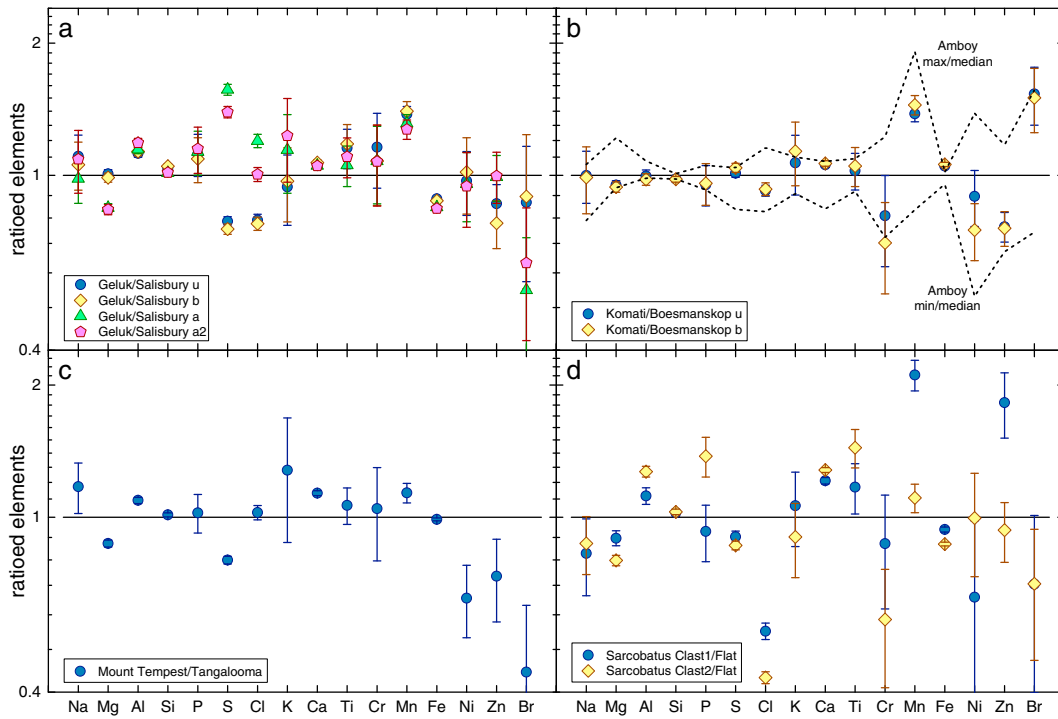 a
b
2
1
0.4
ratioed elements
Geluk/Salisbury u
Geluk/Salisbury b
Geluk/Salisbury a
Geluk/Salisbury a2
Amboy
max/median
Amboy
min/median
Komati/Boesmanskop u
Komati/Boesmanskop b
c
d
2
1
0.4
ratioed elements
Mount Tempest/Tangalooma
Sarcobatus Clast1/Flat
Sarcobatus Clast2/Flat
Na Mg Al Si P S Cl K Ca Ti Cr Mn Fe Ni Zn Br
Na Mg Al Si P S Cl K Ca Ti Cr Mn Fe Ni Zn Br